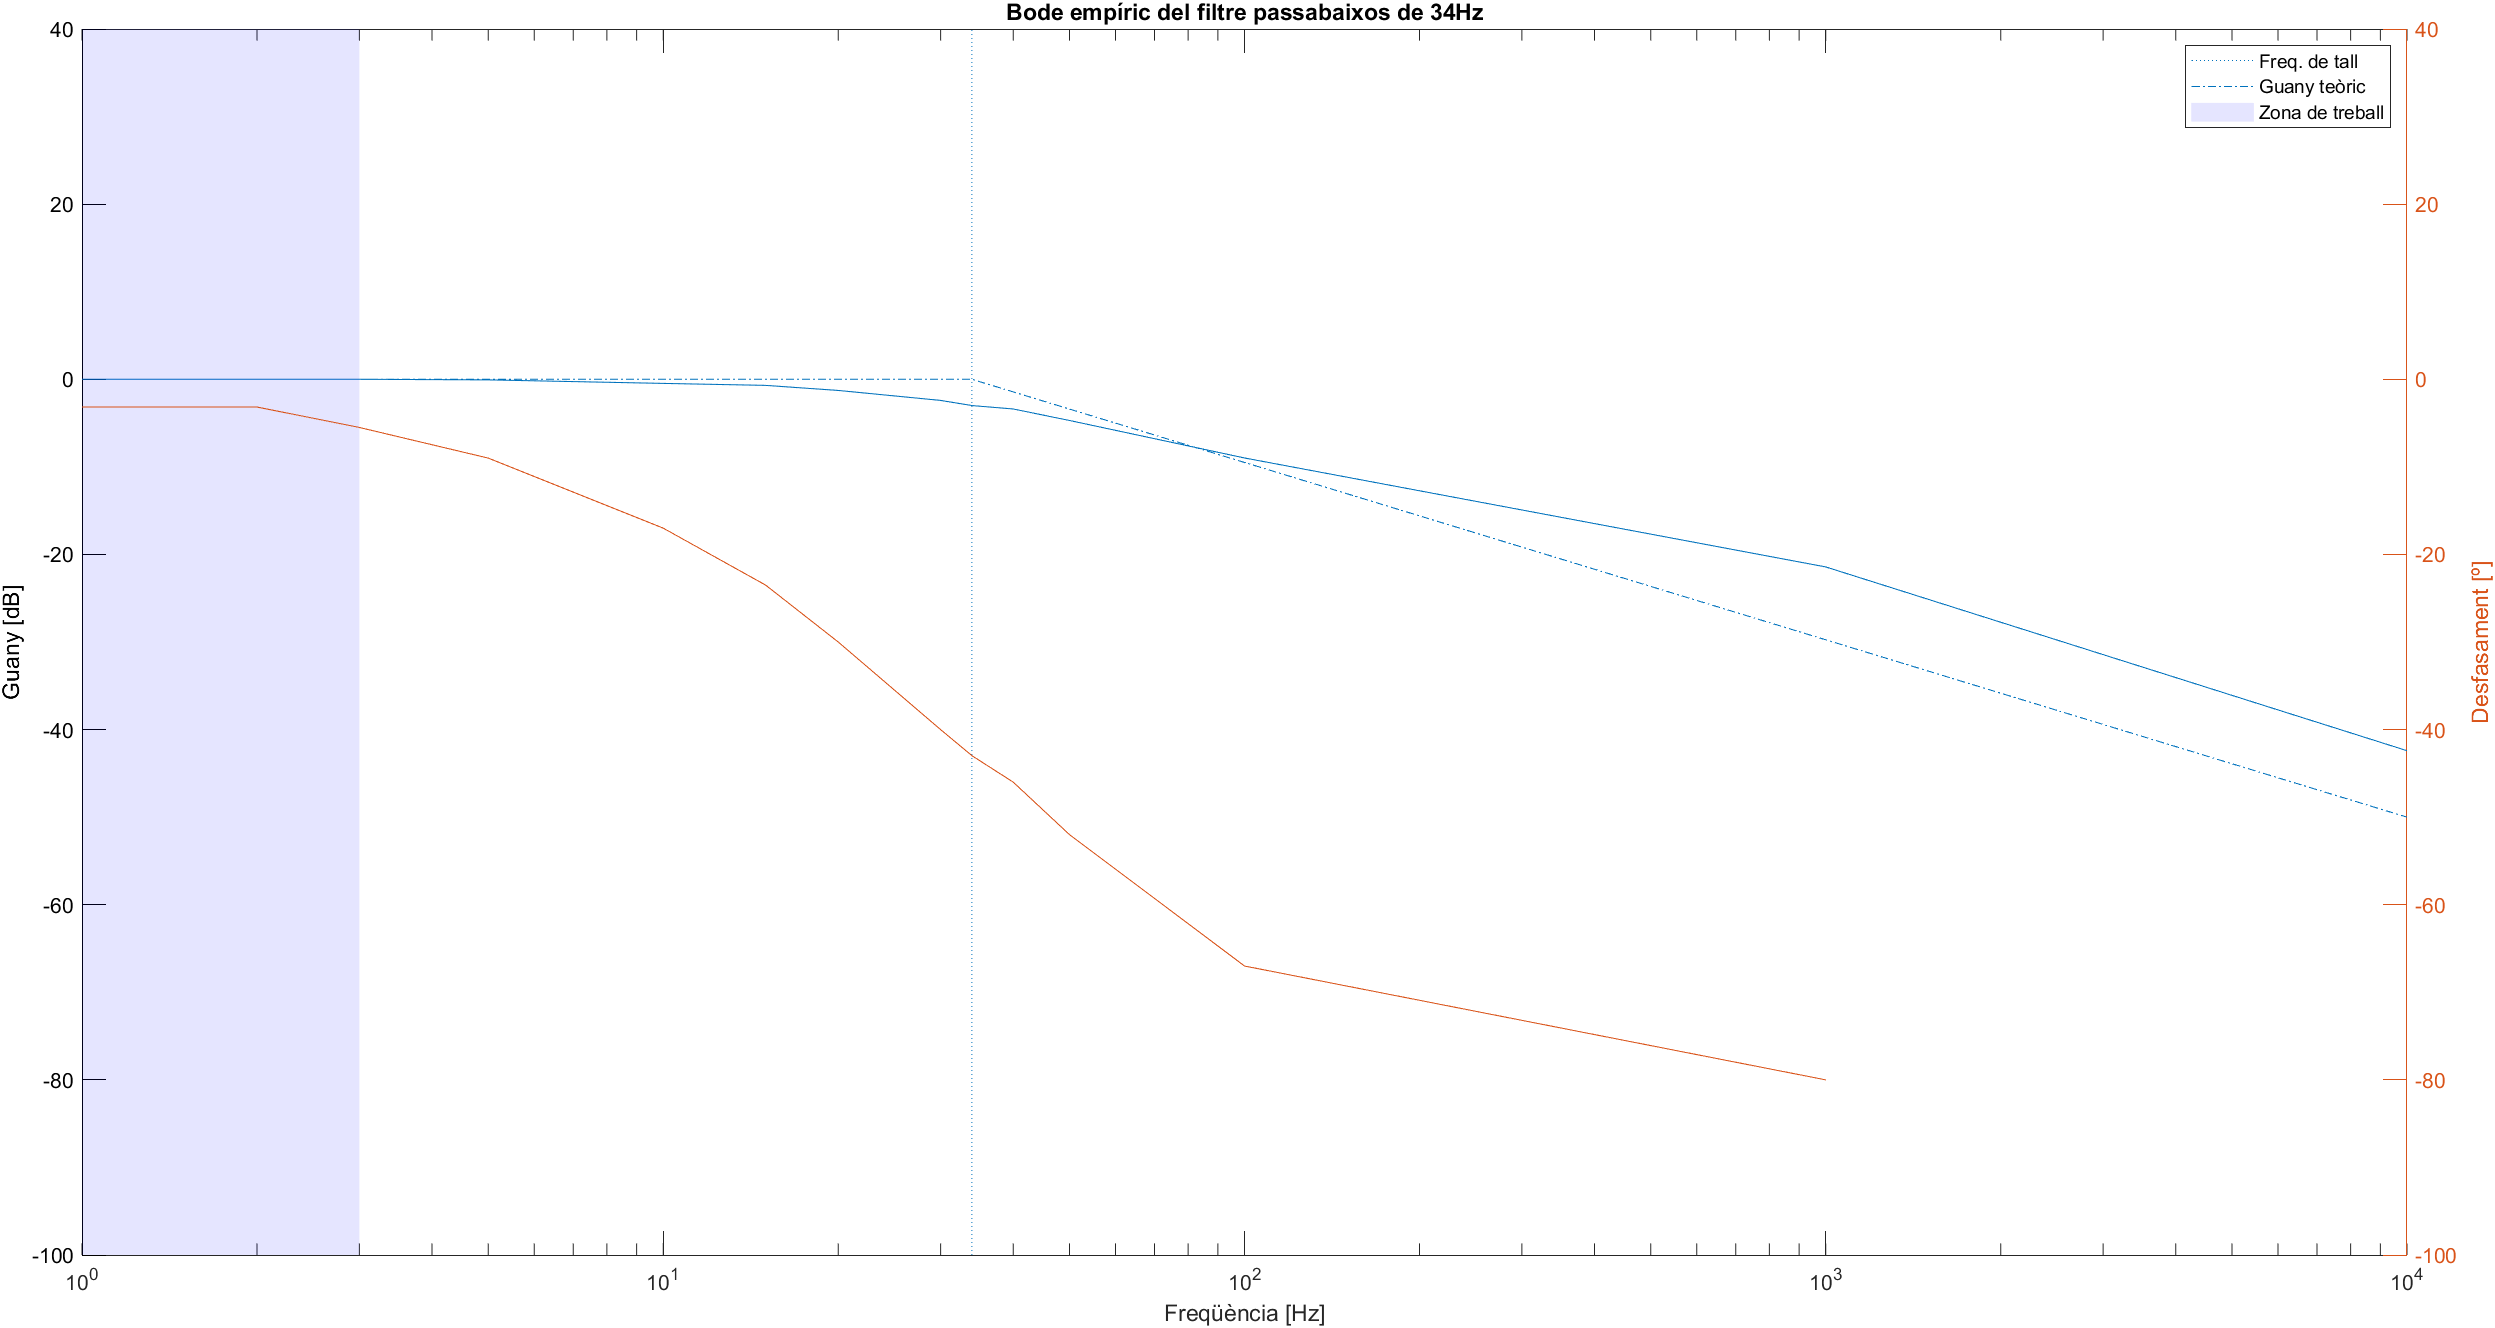 Bode empíric del filtre passabaixos de 34Hz
Freq. de tall
Guany teòric
Zona de treball
40
20
0
-20
-40
-60
-80
-100
Guany [dB]
40
20
0
-20
-40
-60
-80
-100
Desfasament [º]
10^0 10^1 10^2 10^3 10^4
Freqüència [Hz]